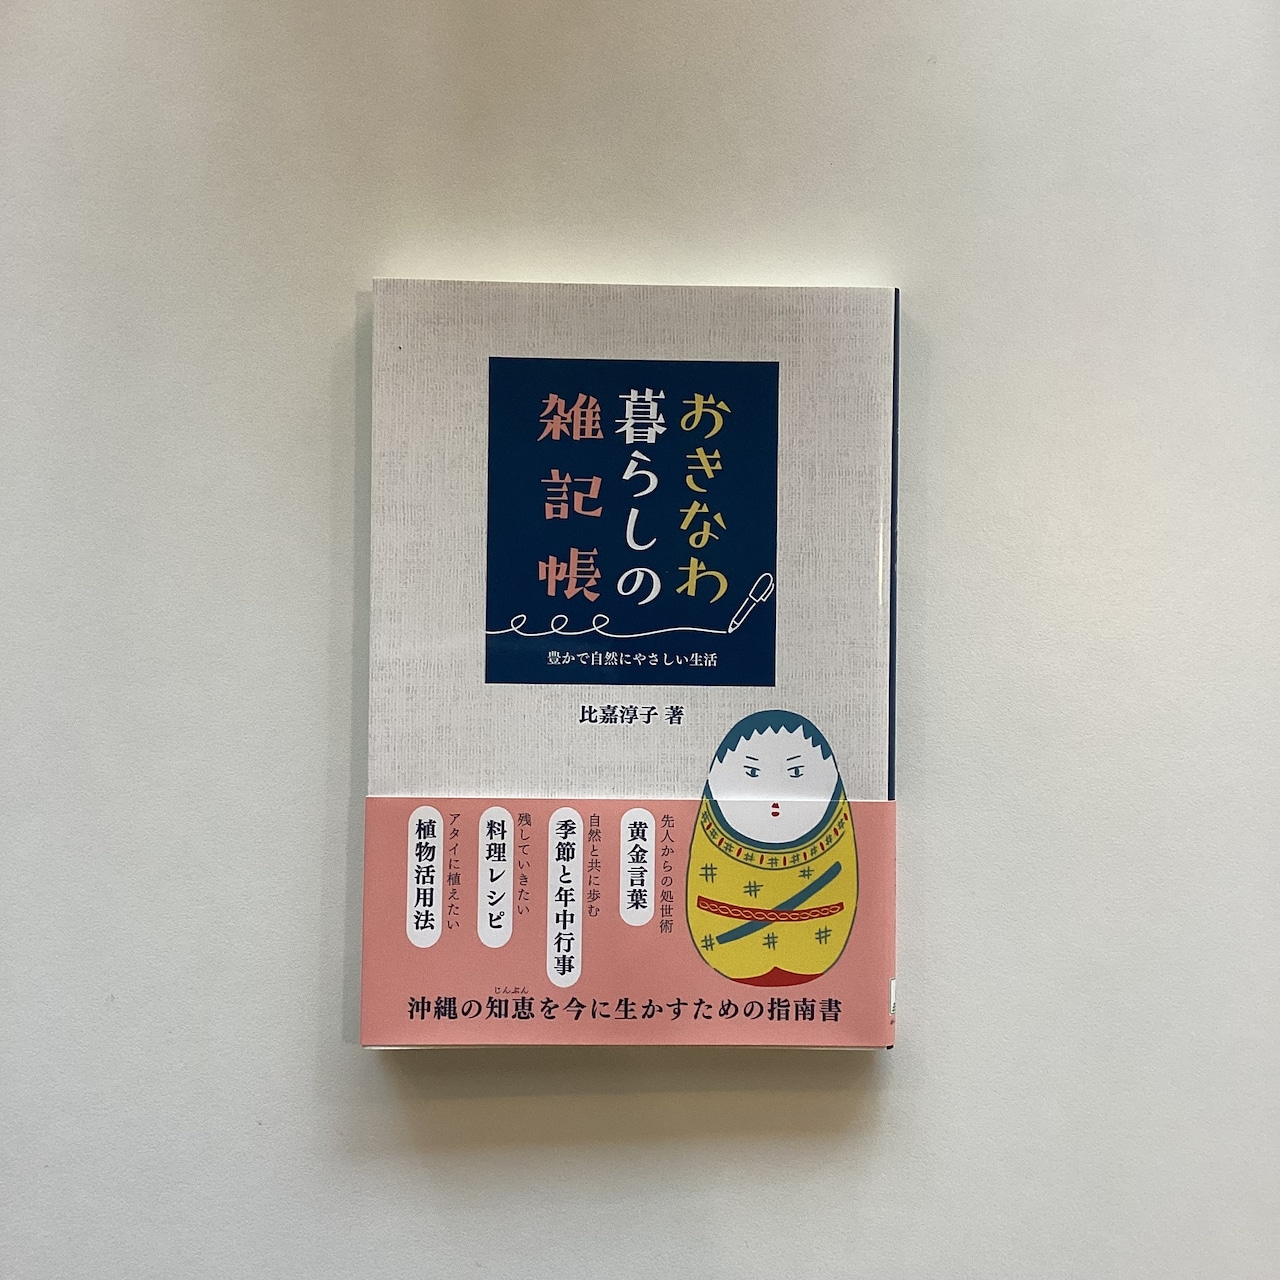 おきなわ
暮らしの
雑記帳
豊かで自然にやさしい生活
比嘉淳子 著
先人からの処世術
黄金言葉
自然と共に歩む
季節と年中行事
残していきたい
料理レシピ
アタイに植えたい
植物活用法
じんぶん
沖縄の知恵を今に生かすための指南書